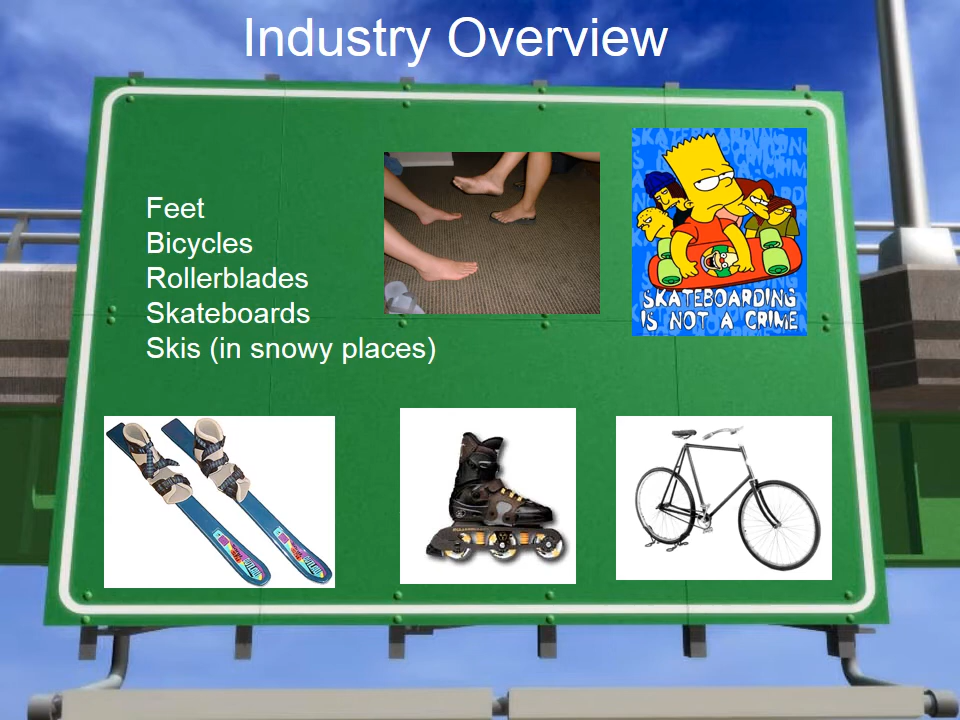 Industry Overview
Feet
Bicycles
Rollerblades
Skateboards
Skis (in snowy places)
SKATEBOARDING
IS NOT A CRIME